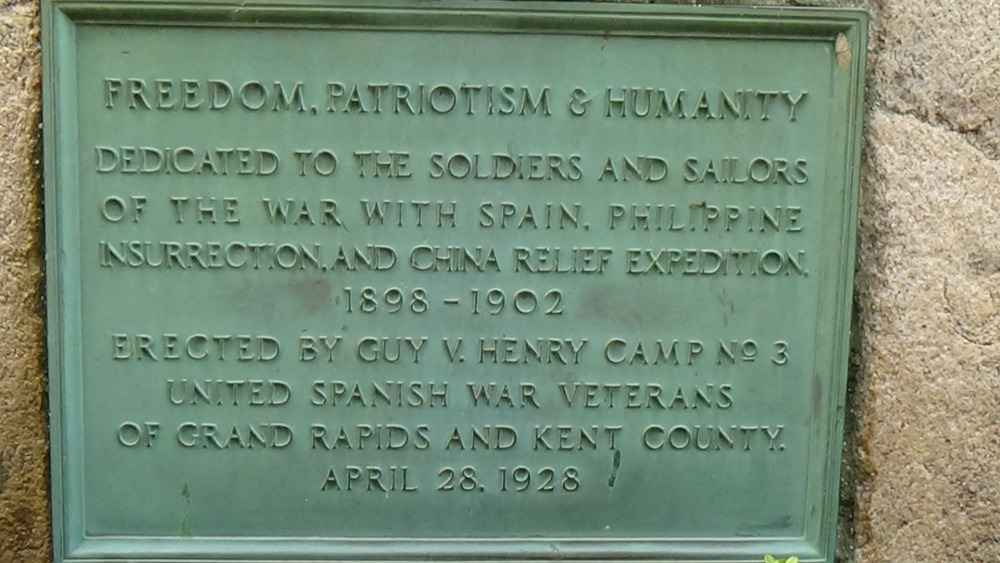 FREEDOM, PATRIOTISM & HUMANITY
DEDICATED TO THE SOLDIERS AND SAILORS
OF THE WAR WITH SPAIN, PHILIPPINE
INSURRECTION, AND CHINA RELIEF EXPEDITION,
1898 - 1902
ERECTED BY GUY V. HENRY CAMP Nº 3
UNITED SPANISH WAR VETERANS
OF GRAND RAPIDS AND KENT COUNTY.
APRIL 28, 1928